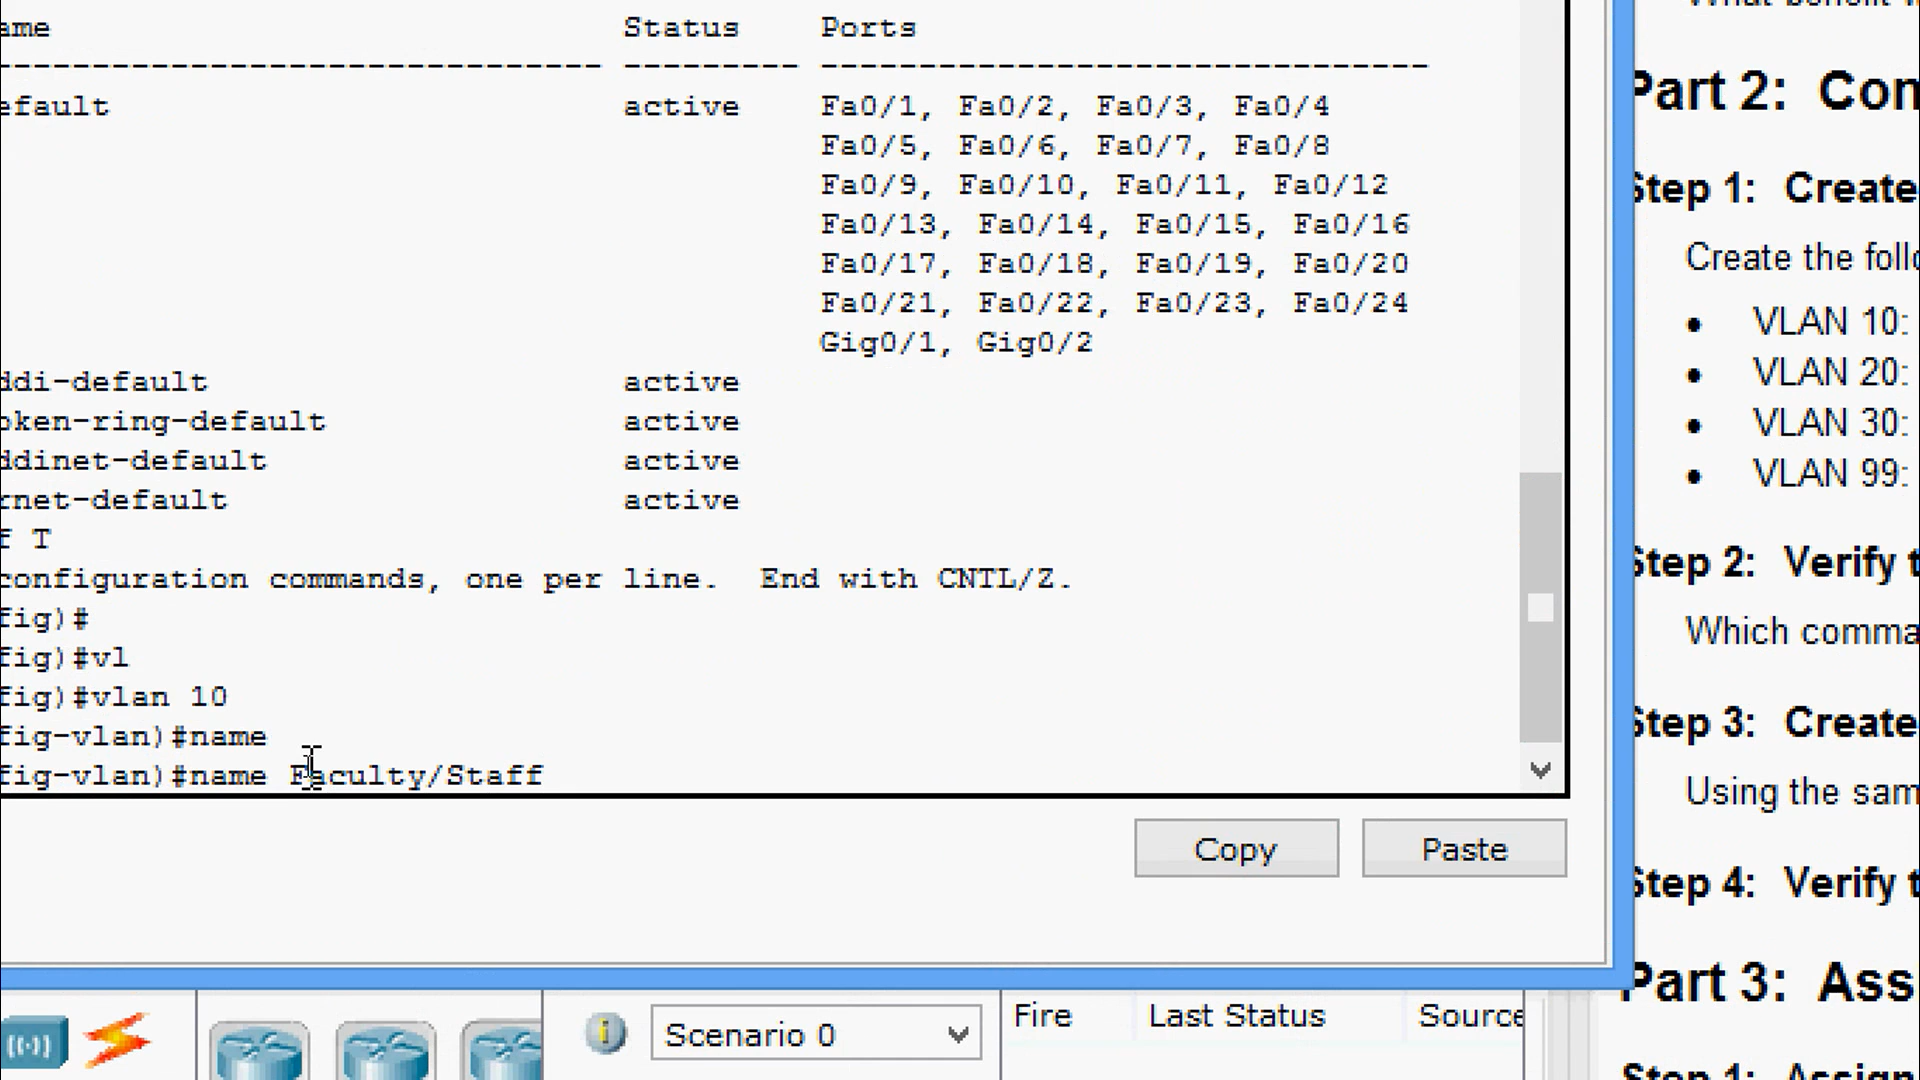 ame Status Ports
------------------------------- --------- -------------------------------
efault active Fa0/1, Fa0/2, Fa0/3, Fa0/4
Fa0/5, Fa0/6, Fa0/7, Fa0/8
Fa0/9, Fa0/10, Fa0/11, Fa0/12
Fa0/13, Fa0/14, Fa0/15, Fa0/16
Fa0/17, Fa0/18, Fa0/19, Fa0/20
Fa0/21, Fa0/22, Fa0/23, Fa0/24
Gig0/1, Gig0/2
ddi-default active
oken-ring-default active
ddinet-default active
rnet-default active
f T
configuration commands, one per line. End with CNTL/Z.
fig)#
fig)#vl
fig)#vlan 10
fig-vlan)#name
fig-vlan)#name Faculty/Staff
Copy Paste
Scenario 0
Fire Last Status Source
Part 2: Con
Step 1: Create
Create the follo
• VLAN 10:
• VLAN 20:
• VLAN 30:
• VLAN 99:
Step 2: Verify t
Which comma
Step 3: Create
Using the sam
Step 4: Verify t
Part 3: Ass
Step 1: Assign